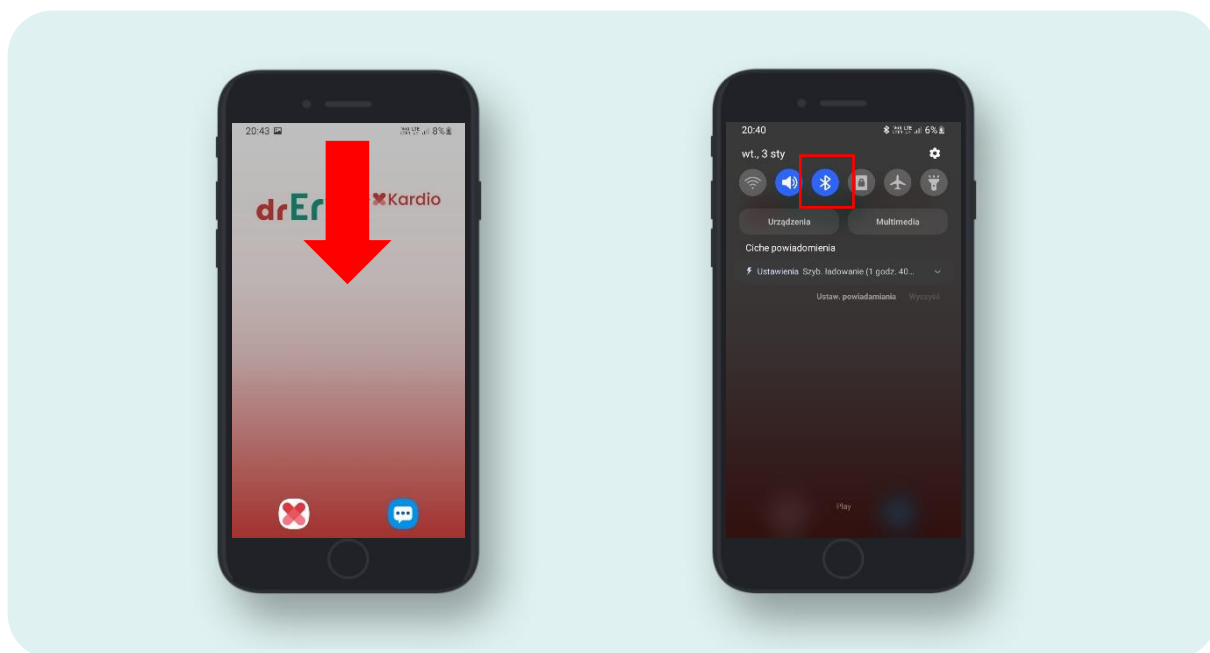 20:43 8%
drEr Kardio
20:40 6%
wt., 3 sty
Urządzenia Multimedia
Ciche powiadomienia
Ustawienia Szyb. ładowanie (1 godz. 40...
Ustaw. powiadamiania Wyczyść
Play